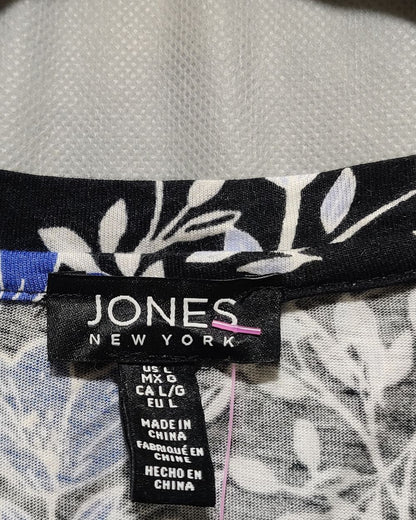 JONES
NEW YORK
US L
MX G
CA L/G
EU L
MADE IN
CHINA
FABRIQUÉ EN
CHINE
HECHO EN
CHINA